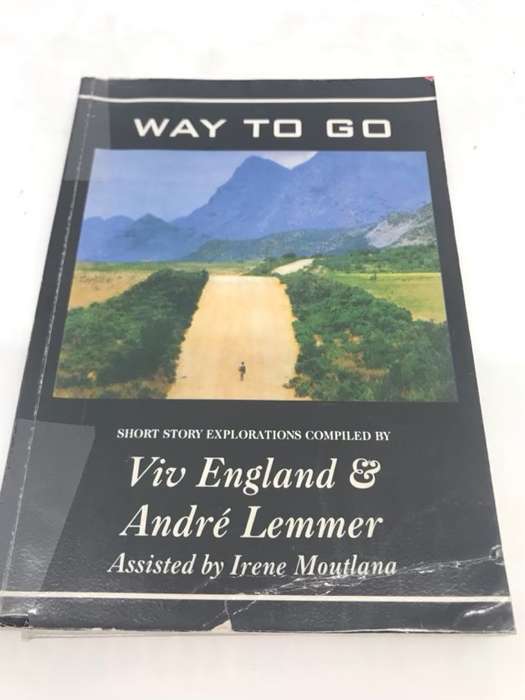 WAY TO GO
SHORT STORY EXPLORATIONS COMPILED BY
Viv England &
André Lemmer
Assisted by Irene Moutlana